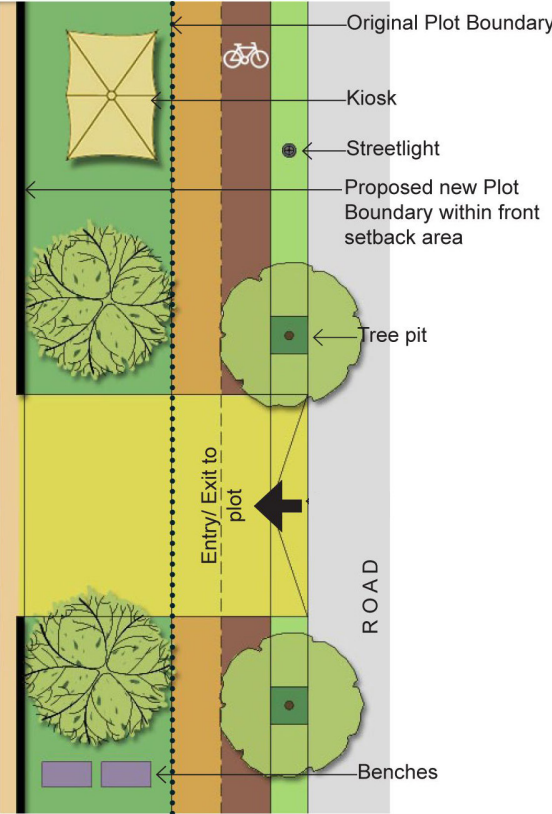 Original Plot Boundary
Kiosk
Streetlight
Proposed new Plot
Boundary within front
setback area
Tree pit
Entry/ Exit to
plot
ROAD
Benches